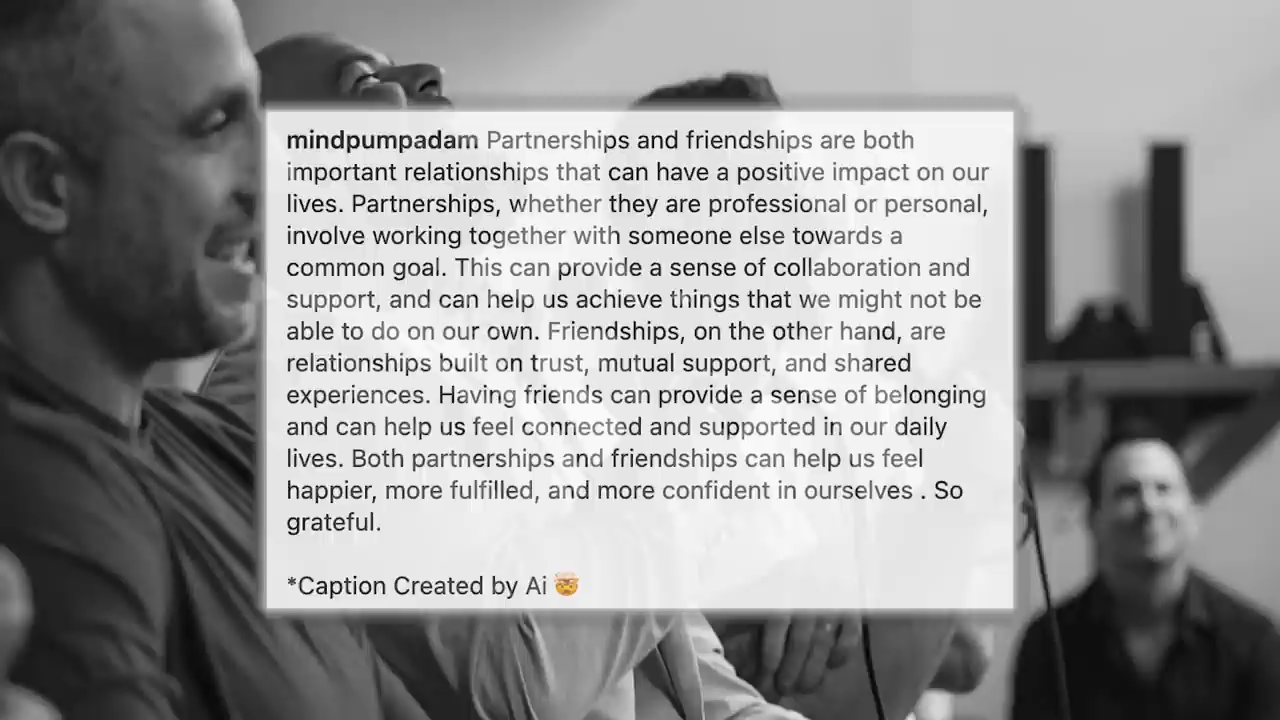 mindpumpadam Partnerships and friendships are both
important relationships that can have a positive impact on our
lives. Partnerships, whether they are professional or personal,
involve working together with someone else towards a
common goal. This can provide a sense of collaboration and
support, and can help us achieve things that we might not be
able to do on our own. Friendships, on the other hand, are
relationships built on trust, mutual support, and shared
experiences. Having friends can provide a sense of belonging
and can help us feel connected and supported in our daily
lives. Both partnerships and friendships can help us feel
happier, more fulfilled, and more confident in ourselves . So
grateful.
*Caption Created by Ai 🤯